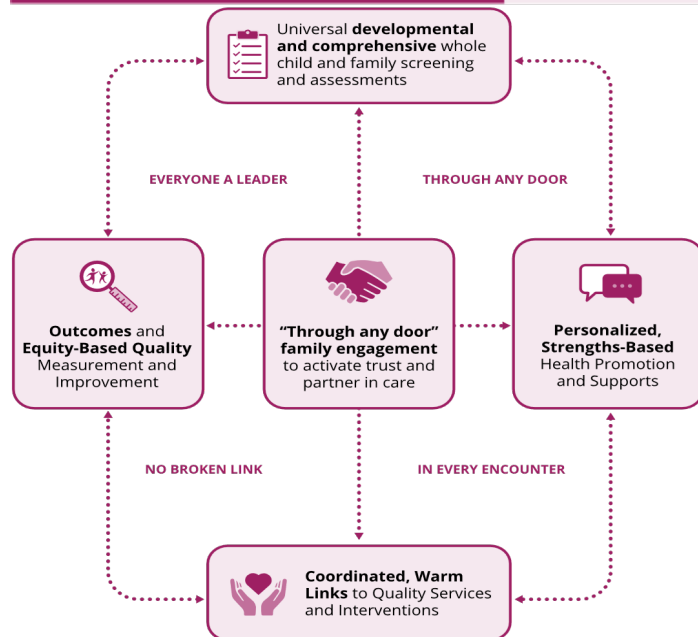 Universal developmental
and comprehensive whole
child and family screening
and assessments
EVERYONE A LEADER
THROUGH ANY DOOR
Outcomes and
Equity-Based Quality
Measurement and
Improvement
“Through any door”
family engagement
to activate trust and
partner in care
Personalized,
Strengths-Based
Health Promotion
and Supports
NO BROKEN LINK
IN EVERY ENCOUNTER
Coordinated, Warm
Links to Quality Services
and Interventions